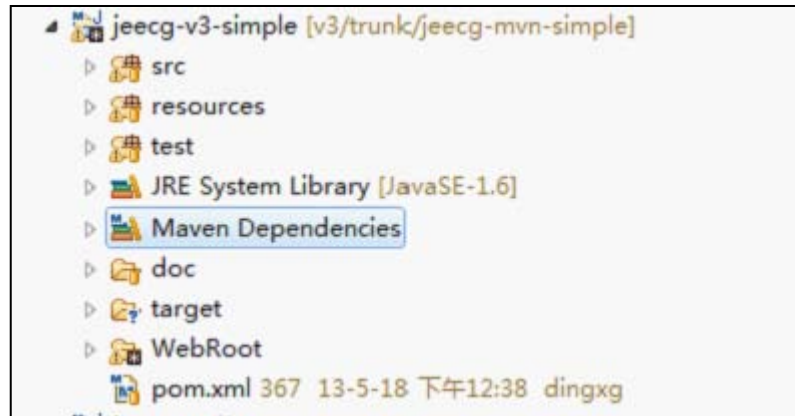 jeecg-v3-simple [v3/trunk/jeecg-mvn-simple]
src
resources
test
JRE System Library [JavaSE-1.6]
Maven Dependencies
doc
target
WebRoot
pom.xml 367 13-5-18 下午12:38 dingxg